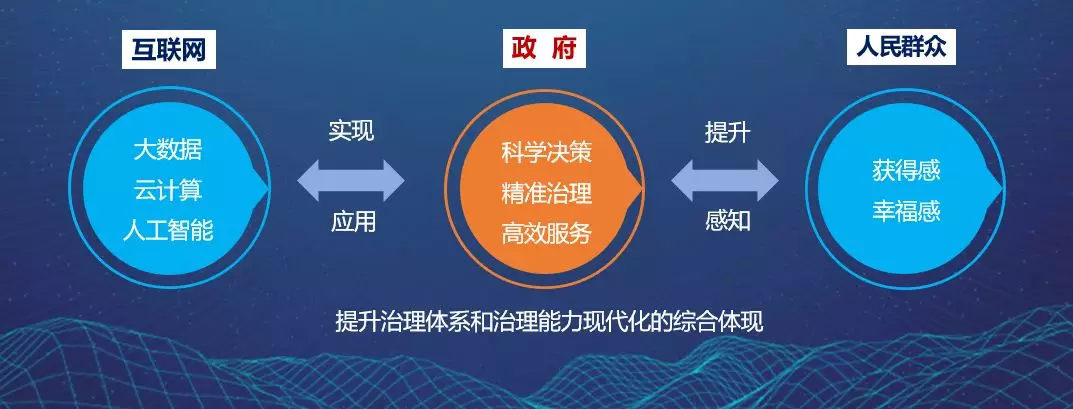 互联网
政 府
人民群众
大数据
云计算
人工智能
实现
应用
科学决策
精准治理
高效服务
提升
感知
获得感
幸福感
提升治理体系和治理能力现代化的综合体现